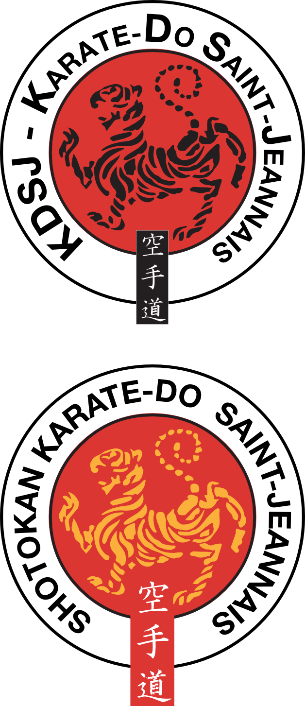 KDSJ - KARATE-DO SAINT-JEANNAIS
空
手
道
SHOTOKAN KARATE-DO SAINT-JEANNAIS
空
手
道